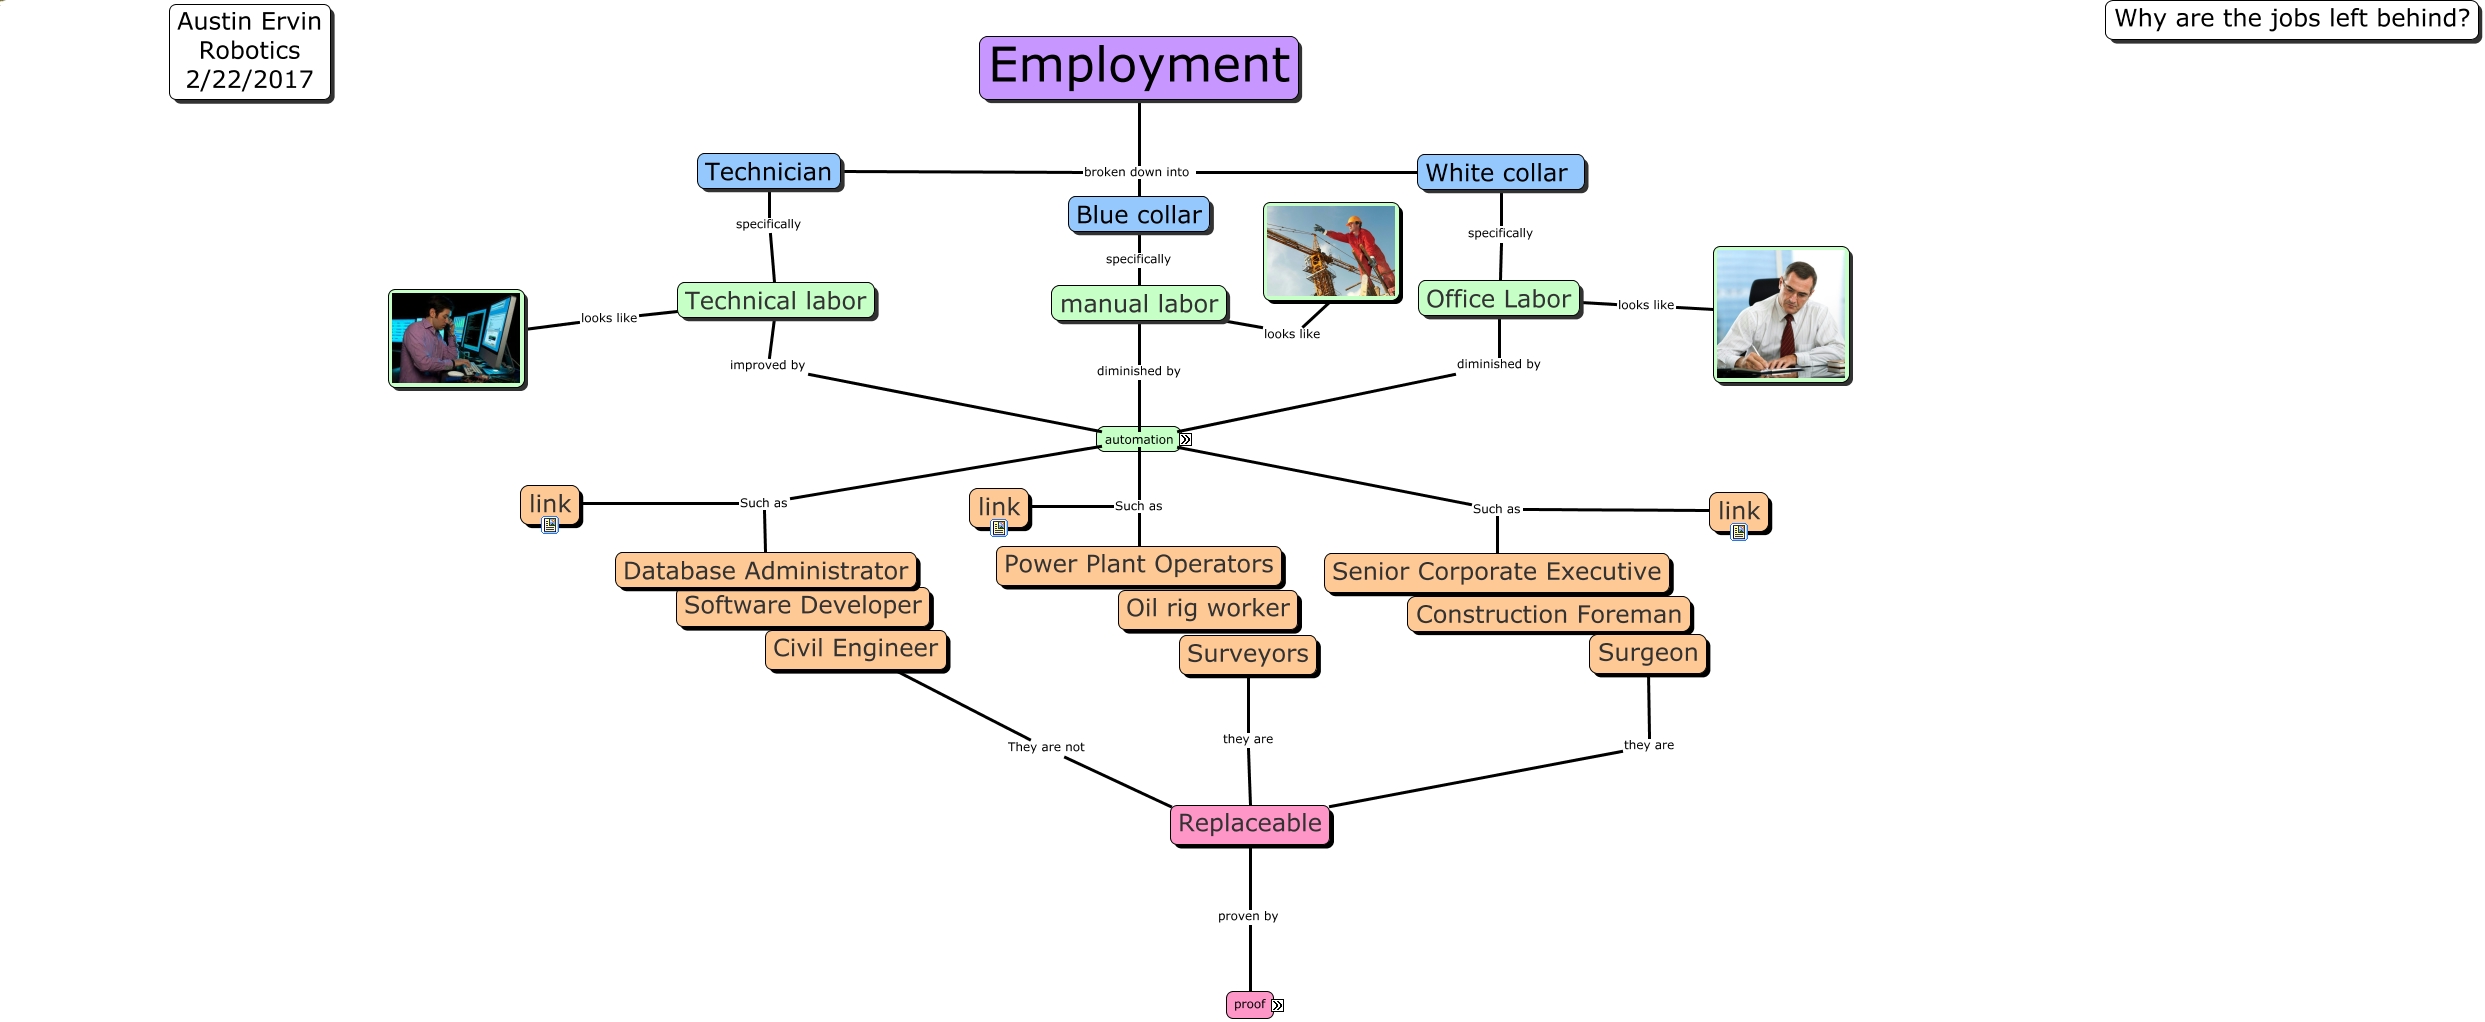 Austin Ervin
Robotics
2/22/2017
Why are the jobs left behind?
Employment
broken down into
Technician
Blue collar
White collar
specifically
specifically
specifically
Technical labor
manual labor
Office Labor
looks like
looks like
looks like
improved by
diminished by
diminished by
automation
link
Such as
link
Such as
Such as
link
Database Administrator
Software Developer
Civil Engineer
Power Plant Operators
Oil rig worker
Surveyors
Senior Corporate Executive
Construction Foreman
Surgeon
They are not
they are
they are
Replaceable
proven by
proof